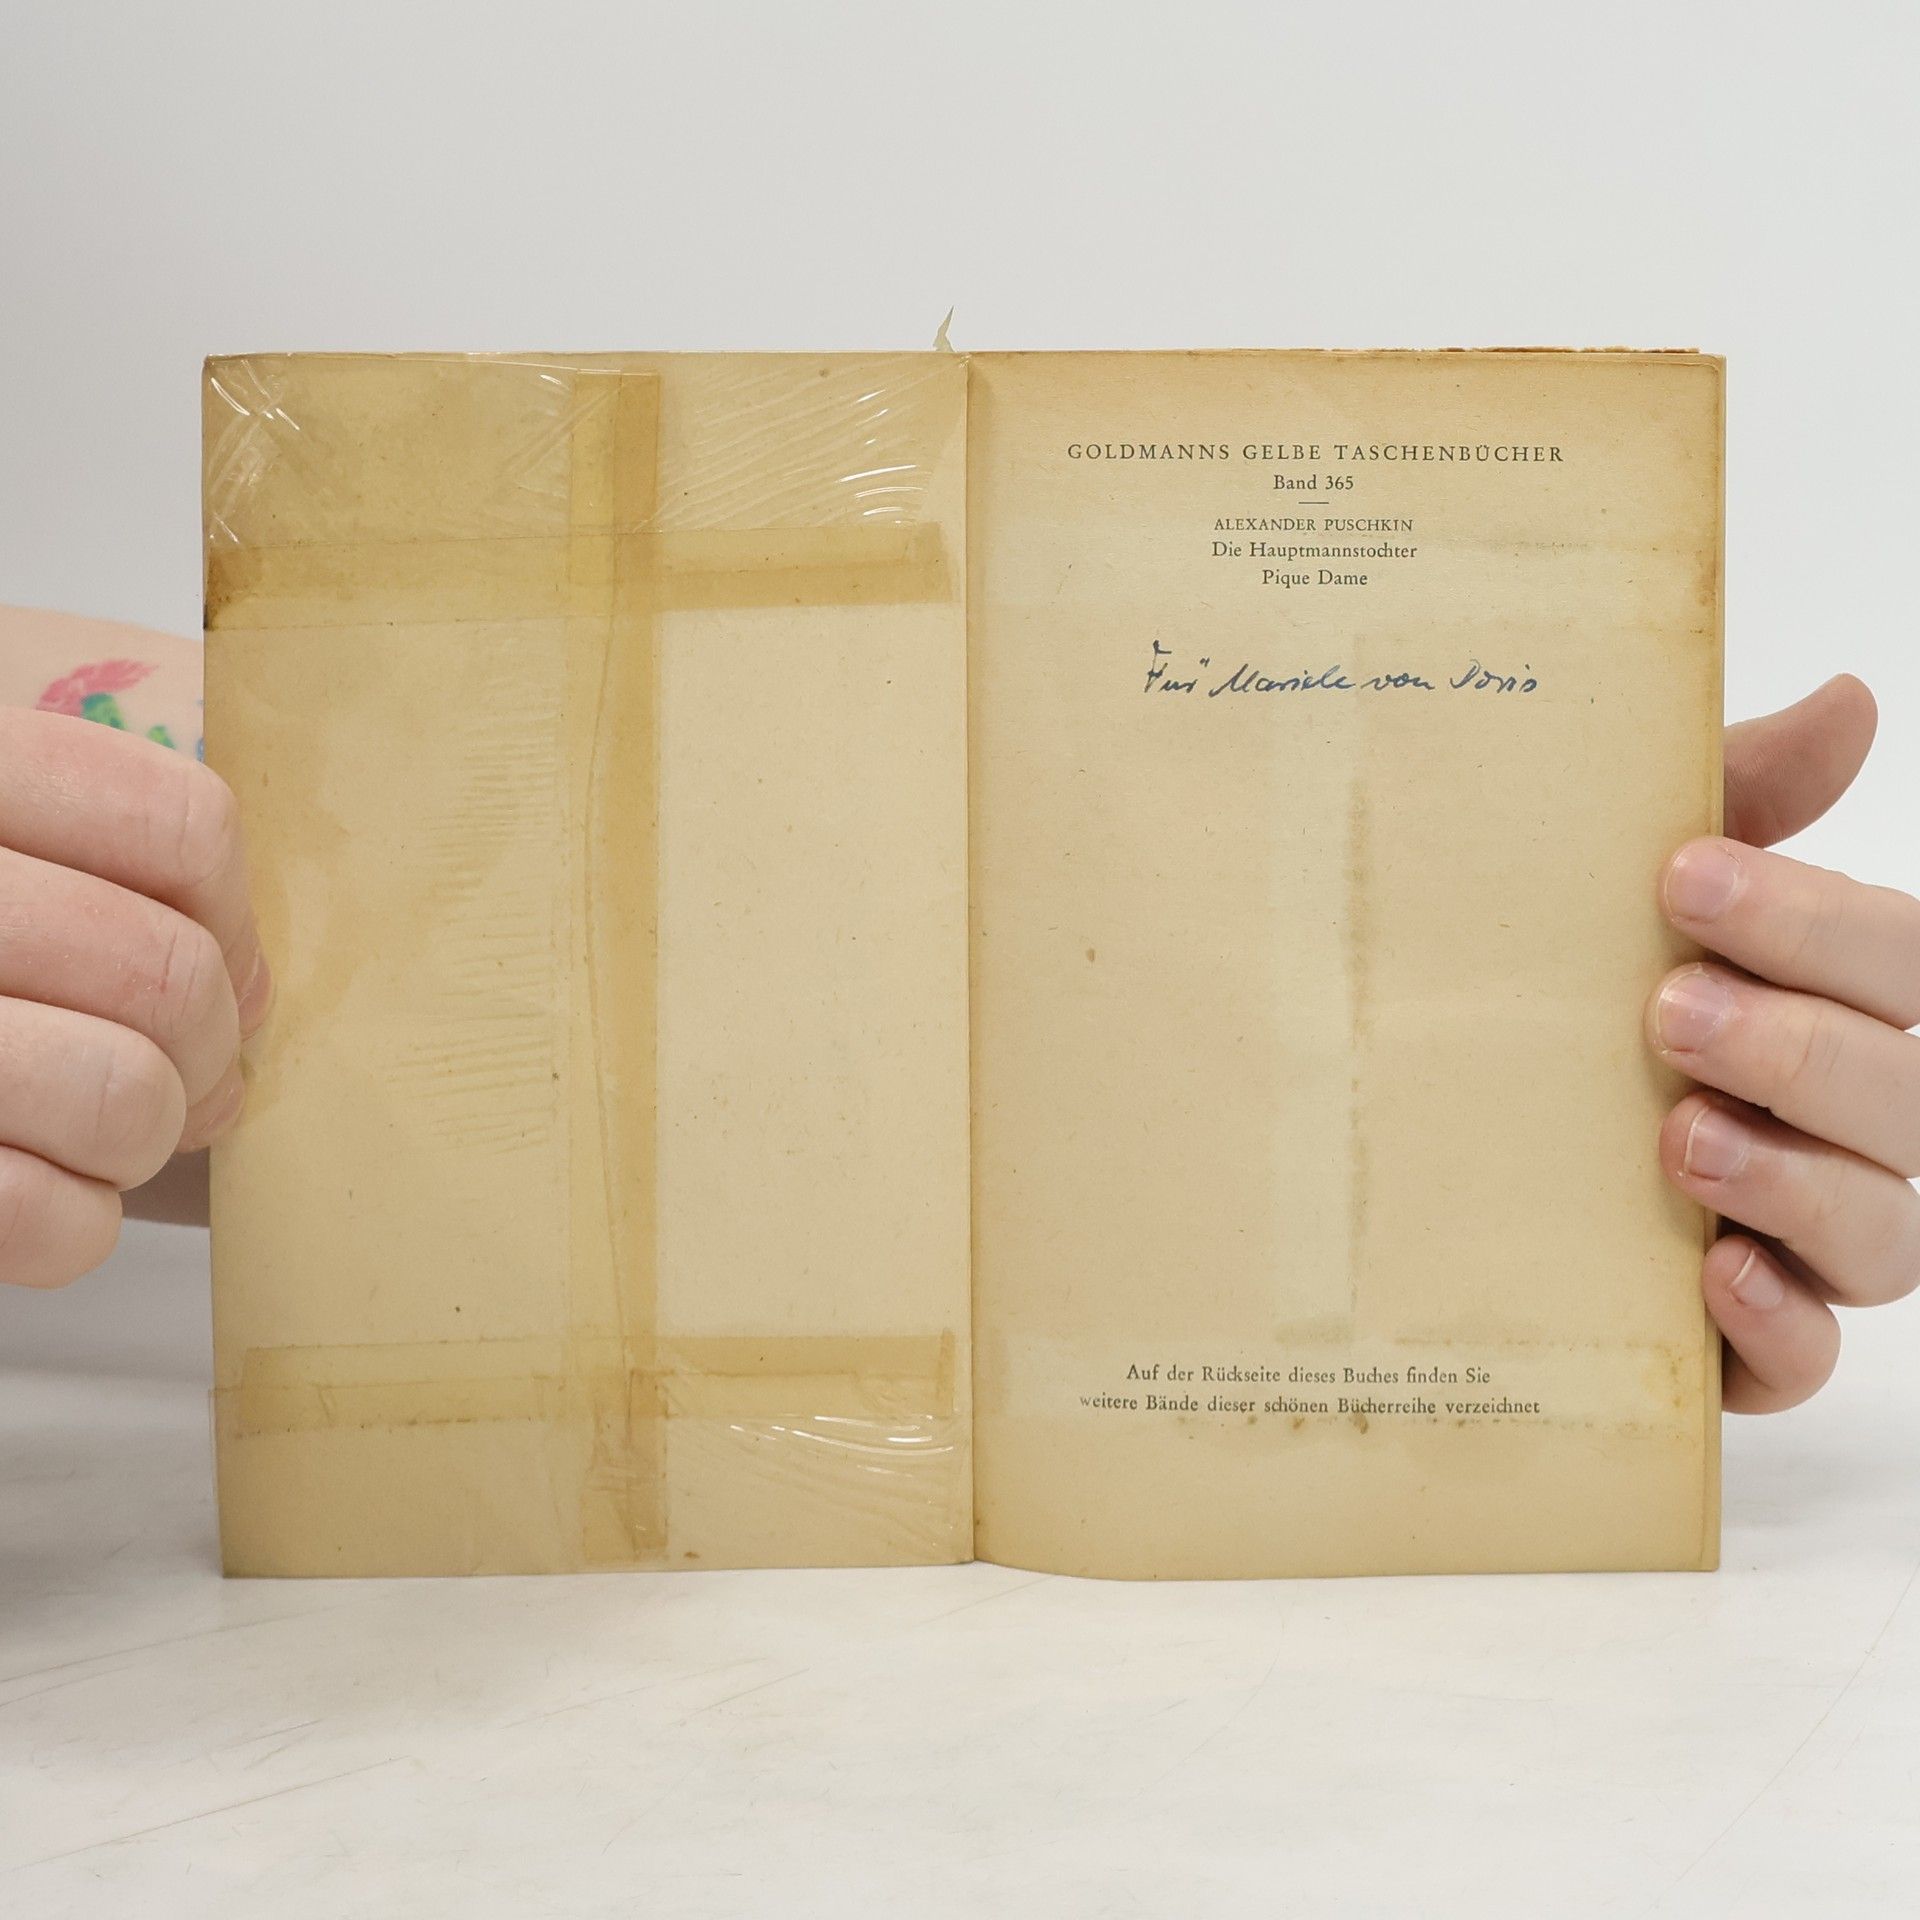 GOLDMANNS GELBE TASCHENBÜCHER
Band 365
ALEXANDER PUSCHKIN
Die Hauptmannstochter
Pique Dame
Für Mariele von Doris
Auf der Rückseite dieses Buches finden Sie
weitere Bände dieser schönen Bücherreihe verzeichnet